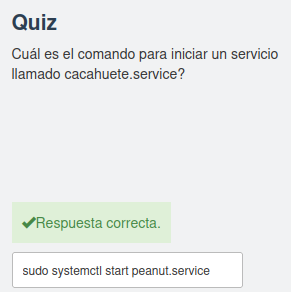 Quiz
Cuál es el comando para iniciar un servicio
llamado cacahuete.service?
Respuesta correcta.
sudo systemctl start peanut.service